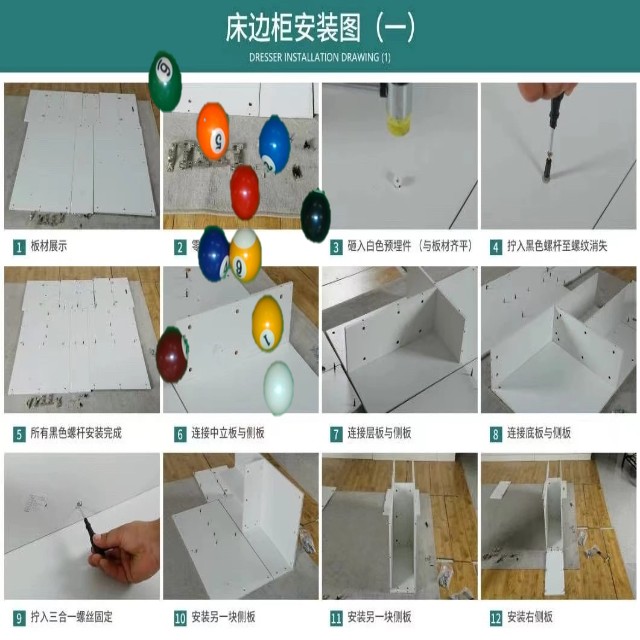 床边柜安装图（一）
DRESSER INSTALLATION DRAWING (1)
1 板材展示
2
3 砸入白色预埋件（与板材齐平）
4 拧入黑色螺杆至螺纹消失
5 所有黑色螺杆安装完成
6 连接中立板与侧板
7 连接层板与侧板
8 连接底板与侧板
9 拧入三合一螺丝固定
10 安装另一块侧板
11 安装另一块侧板
12 安装右侧板
5
2
6
1